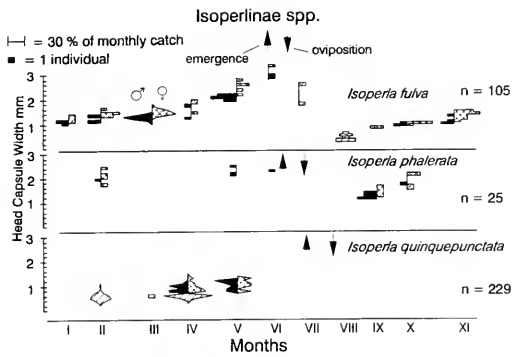 Isoperlinae spp.
= 30 % of monthly catch
= 1 individual
emergence
oviposition
♂ ♀
Head Capsule Width mm
3
2
1
Isoperla fulva
n = 105
3
2
1
Isoperla phalerata
n = 25
3
2
1
Isoperla quinquepunctata
n = 229
I II III IV V VI VII VIII IX X XI
Months